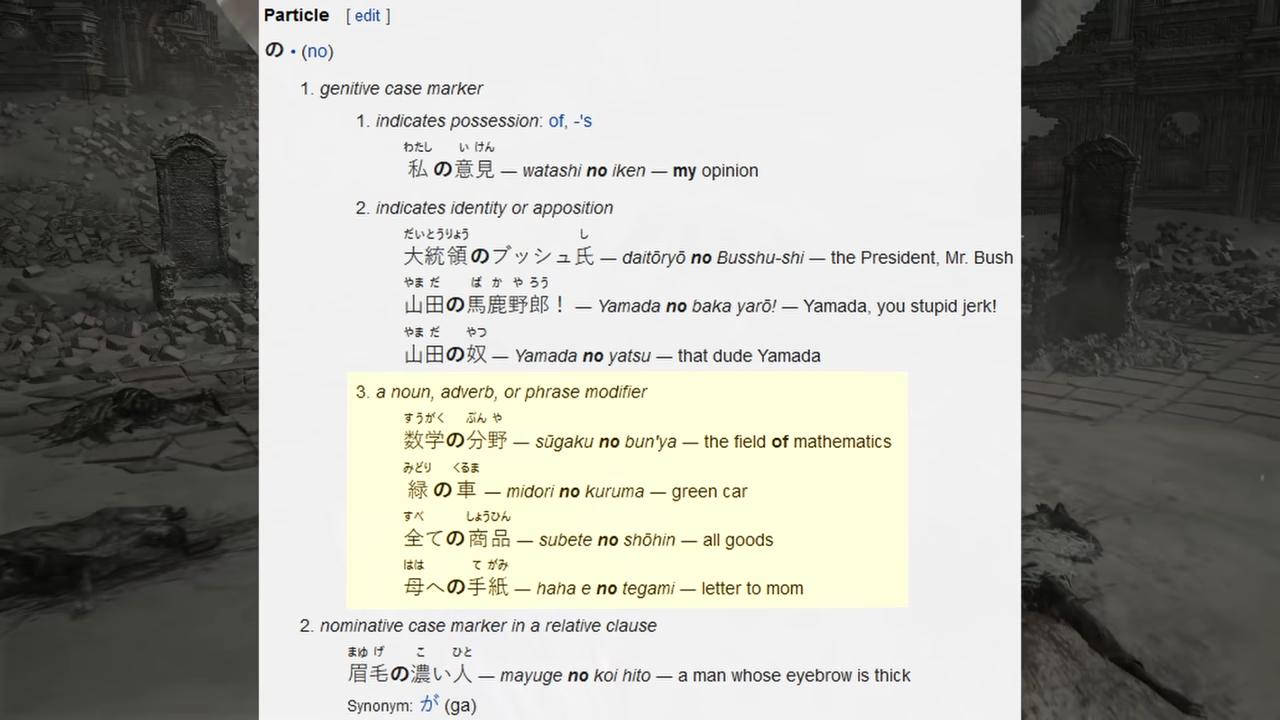 Particle [ edit ]
の • (no)
1. genitive case marker
1. indicates possession: of, -'s
わたし い けん
私の意見 — watashi no iken — my opinion
2. indicates identity or apposition
だいとうりょう し
大統領のブッシュ氏 — daitōryō no Busshu-shi — the President, Mr. Bush
やま だ ば か や ろう
山田の馬鹿野郎！ — Yamada no baka yarō! — Yamada, you stupid jerk!
やま だ やつ
山田の奴 — Yamada no yatsu — that dude Yamada
3. a noun, adverb, or phrase modifier
すうがく ぶん や
数学の分野 — sūgaku no bun'ya — the field of mathematics
みどり くるま
緑の車 — midori no kuruma — green car
すべ しょうひん
全ての商品 — subete no shōhin — all goods
はは て がみ
母への手紙 — haha e no tegami — letter to mom
2. nominative case marker in a relative clause
まゆ げ こ ひと
眉毛の濃い人 — mayuge no koi hito — a man whose eyebrow is thick
Synonym: が (ga)